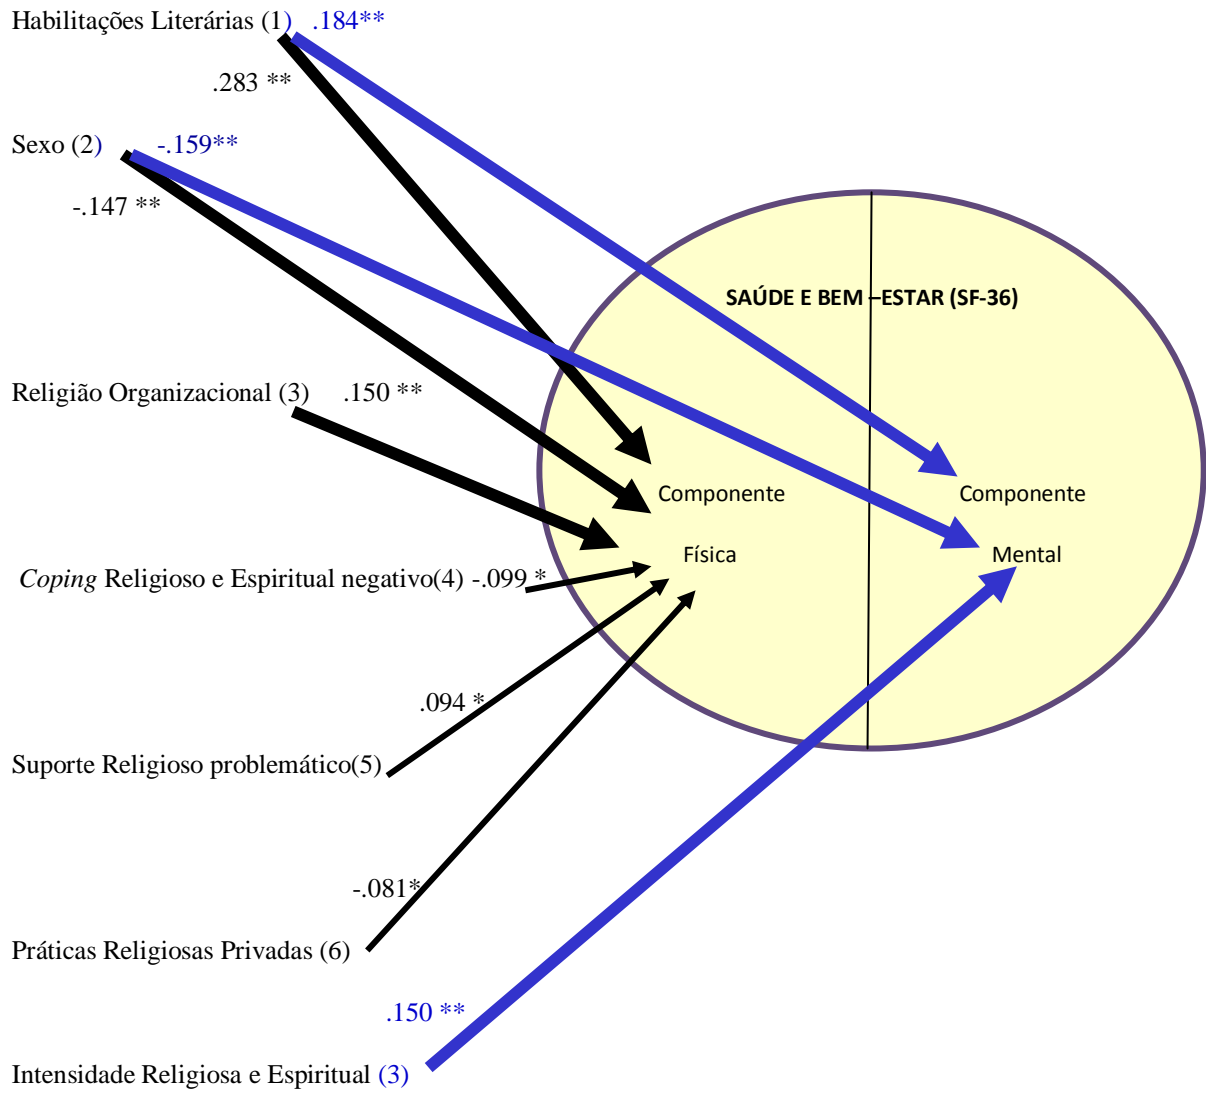 Habilitações Literárias (1) .184**
.283 **
Sexo (2) -.159**
-.147 **
SAÚDE E BEM –ESTAR (SF-36)
Religião Organizacional (3) .150 **
Componente
Componente
Física
Mental
Coping Religioso e Espiritual negativo(4) -.099 *
.094 *
Suporte Religioso problemático(5)
-.081*
Práticas Religiosas Privadas (6)
.150 **
Intensidade Religiosa e Espiritual (3)